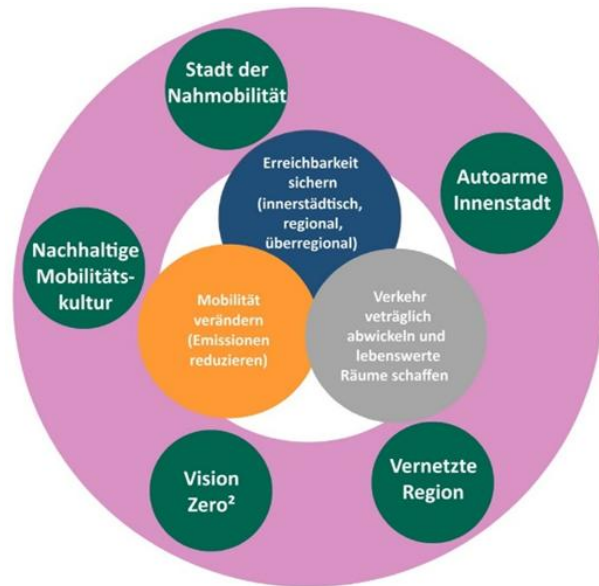 Stadt der
Nahmobilität
Erreichbarkeit
sichern
(innerstädtisch,
regional,
überregional)
Autoarme
Innenstadt
Nachhaltige
Mobilitäts-
kultur
Mobilität
verändern
(Emissionen
reduzieren)
Verkehr
veträglich
abwickeln und
lebenswerte
Räume schaffen
Vision
Zero²
Vernetzte
Region